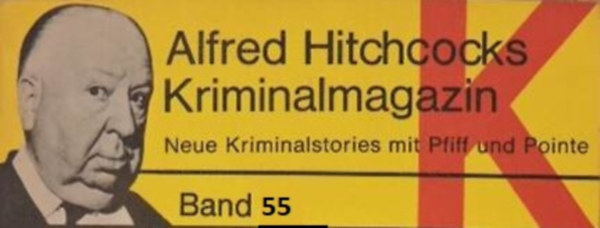 Alfred Hitchcocks
Kriminalmagazin
Neue Kriminalstories mit Pfiff und Pointe
Band 55
K